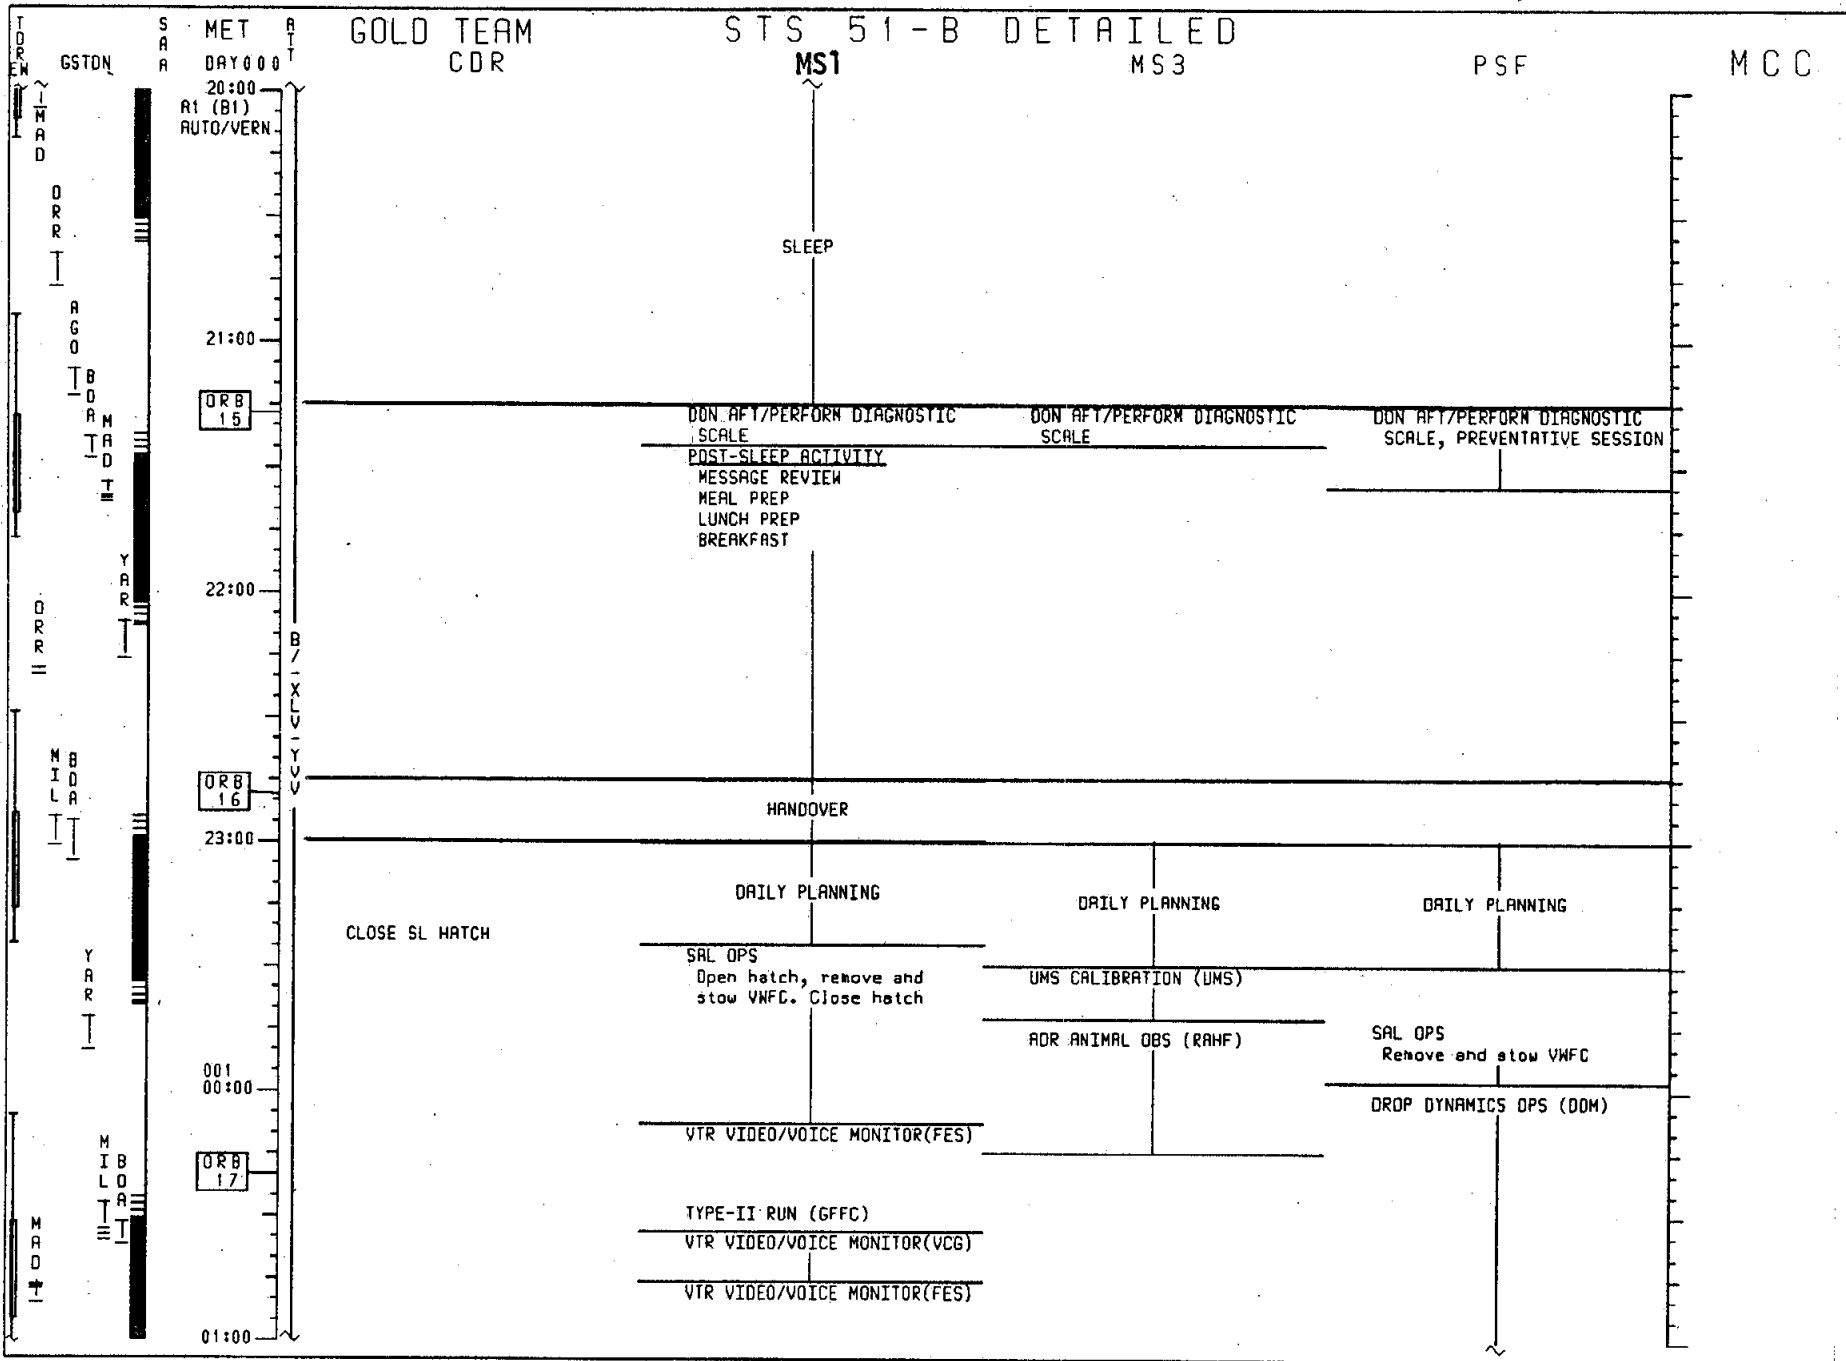 STS 51-B DETAILED
GOLD TEAM
TDRE
EW
GSTDN
SAA
MET
DAY000
ATT
CDR
MS1
MS3
PSF
MCC
20:00
A1 (B1)
AUTO/VERN
MAD
ORR
SLEEP
AGO
21:00
BDA
MAD
ORB
15
DON AFT/PERFORM DIAGNOSTIC
SCALE
DON AFT/PERFORM DIAGNOSTIC
SCALE
DON AFT/PERFORM DIAGNOSTIC
SCALE, PREVENTATIVE SESSION
POST-SLEEP ACTIVITY
MESSAGE REVIEW
MEAL PREP
LUNCH PREP
BREAKFAST
YAR
22:00
ORR
B/-XLV-YVV
MIL
BDA
ORB
16
HANDOVER
23:00
DAILY PLANNING
DAILY PLANNING
DAILY PLANNING
CLOSE SL HATCH
YAR
SAL OPS
Open hatch, remove and
stow VWFC. Close hatch
UMS CALIBRATION (UMS)
ADR ANIMAL OBS (RAHF)
SAL OPS
Remove and stow VWFC
001
00:00
DROP DYNAMICS OPS (DDM)
VTR VIDEO/VOICE MONITOR(FES)
MIL
BDA
ORB
17
MAD
TYPE-II RUN (GFFC)
VTR VIDEO/VOICE MONITOR(VCG)
VTR VIDEO/VOICE MONITOR(FES)
01:00